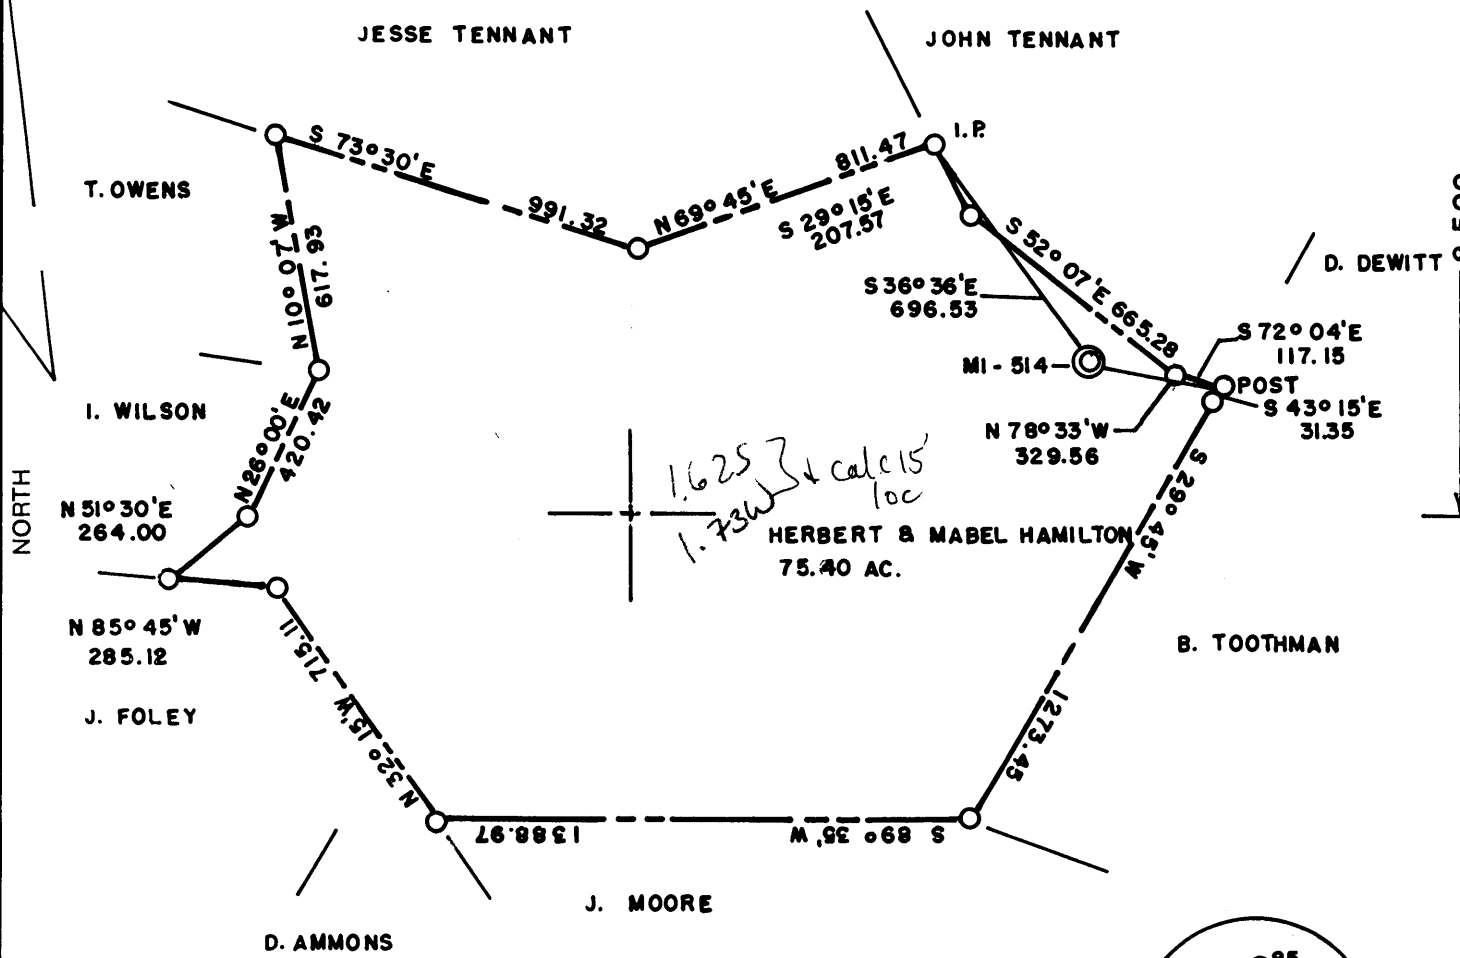 JESSE TENNANT
JOHN TENNANT
I.P.
S 73° 30' E
991.32
N 69° 45' E
811.47
T. OWENS
S 29° 15' E
207.57
N 10° 07' W
617.93
S 52° 07' E 665.28
D. DEWITT
S 36° 36' E
696.53
S 72° 04' E
117.15
MI-514
POST
I. WILSON
N 26° 00' E
420.42
S 43° 15' E
31.35
N 78° 33' W
329.56
1.625
1.73W
+ calc 15'
loc
NORTH
N 51° 30' E
264.00
S 29° 45' W
1273.45
HERBERT & MABEL HAMILTON
75.40 AC.
N 85° 45' W
285.12
B. TOOTHMAN
N 32° 15' W
715.11
J. FOLEY
S 89° 35' W
1388.97
J. MOORE
D. AMMONS